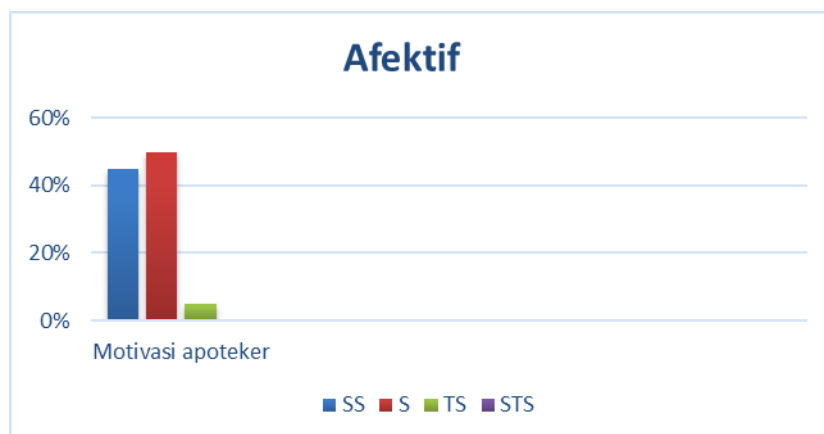 Afektif
60%
40%
20%
0%
Motivasi apoteker
SS S TS STS